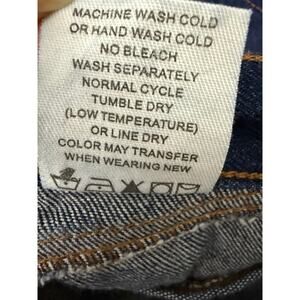 MACHINE WASH COLD
OR HAND WASH COLD
NO BLEACH
WASH SEPARATELY
NORMAL CYCLE
TUMBLE DRY
(LOW TEMPERATURE)
OR LINE DRY
COLOR MAY TRANSFER
WHEN WEARING NEW